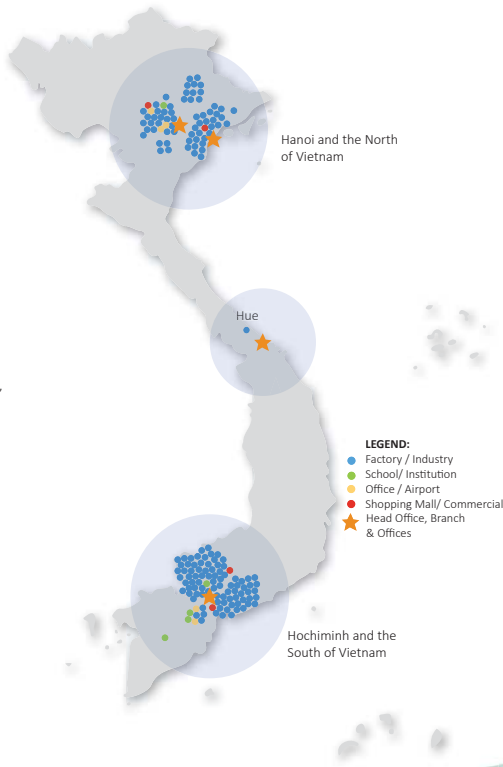 Hanoi and the North
of Vietnam
Hue
LEGEND:
Factory / Industry
School/ Institution
Office / Airport
Shopping Mall/ Commercial
Head Office, Branch
& Offices
Hochiminh and the
South of Vietnam